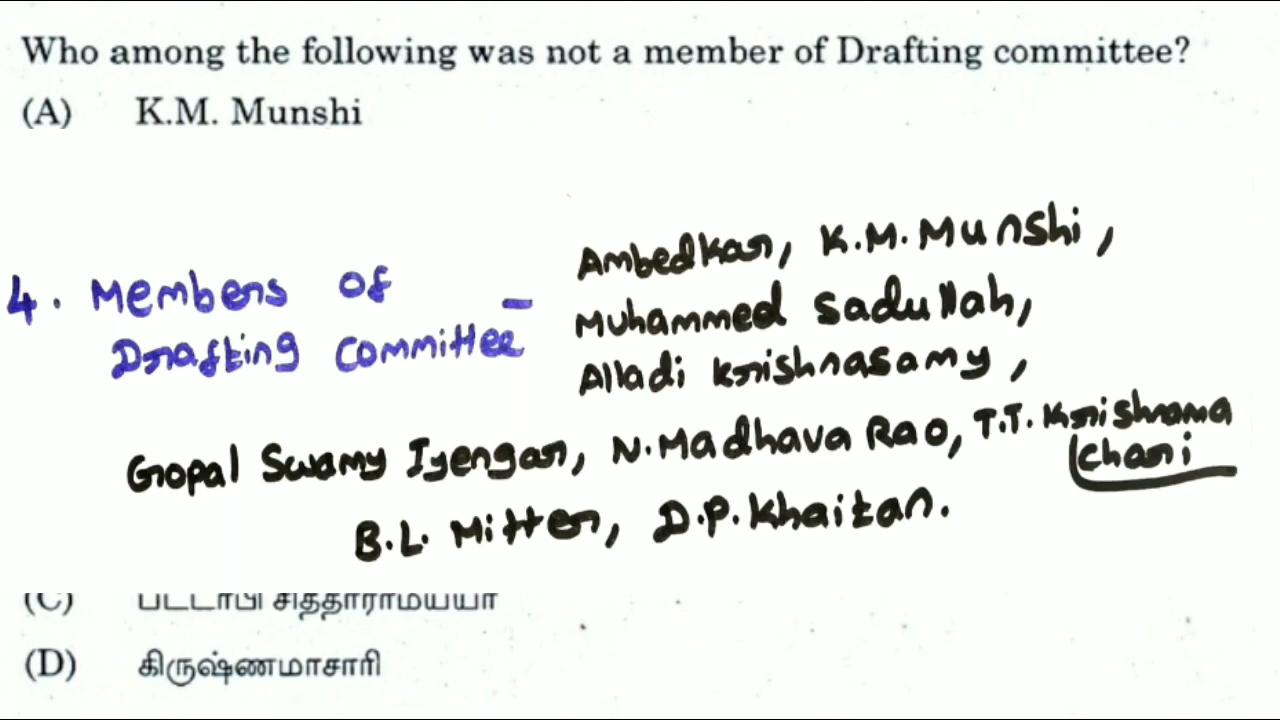 Who among the following was not a member of Drafting committee?
(A) K.M. Munshi
Ambedkar, K.M. Munshi,
4. Members of - Muhammed Sadullah,
Drafting Committee Alladi Krishnasamy,
Gopal Swamy Iyengar, N. Madhava Rao, T.T. Krishnama
chari
B.L. Mitter, D.P. Khaitan.
(C) பட்டாபி சித்தாராமய்யா
(D) கிருஷ்ணமாசாரி